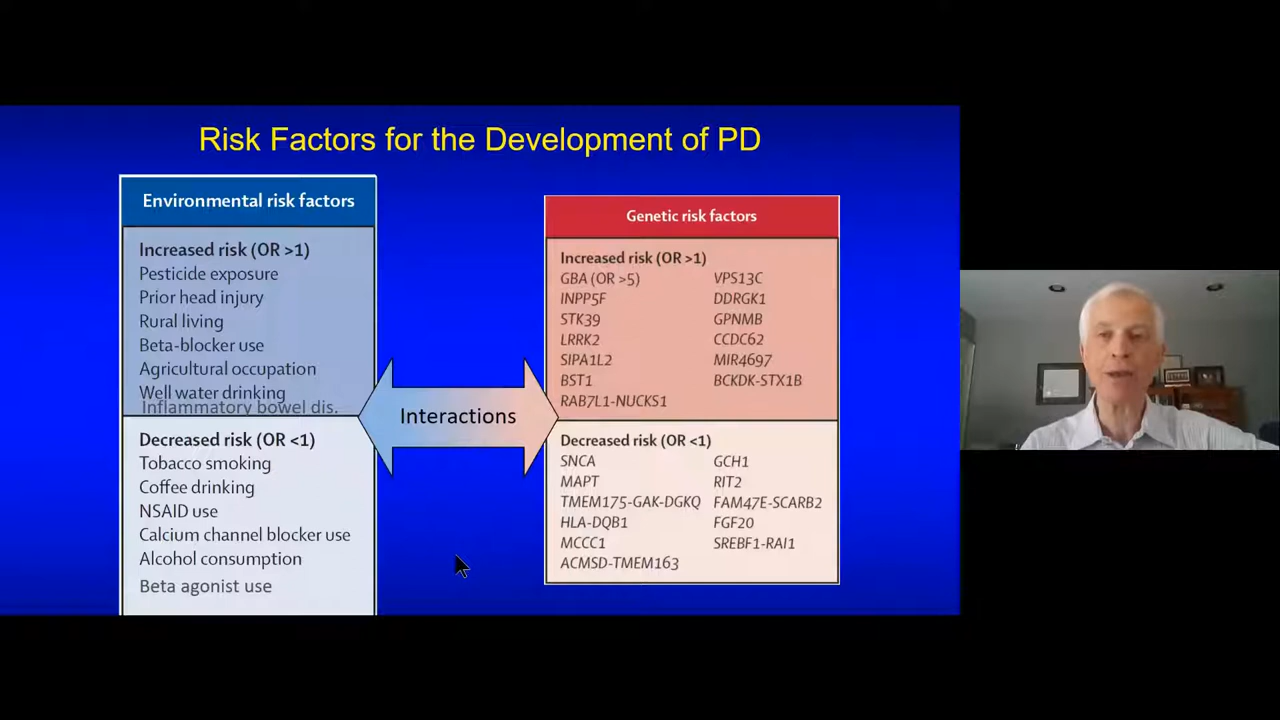 Risk Factors for the Development of PD
Environmental risk factors
Increased risk (OR >1)
Pesticide exposure
Prior head injury
Rural living
Beta-blocker use
Agricultural occupation
Well water drinking
Inflammatory bowel dis.
Decreased risk (OR <1)
Tobacco smoking
Coffee drinking
NSAID use
Calcium channel blocker use
Alcohol consumption
Beta agonist use
Interactions
Genetic risk factors
Increased risk (OR >1)
GBA (OR >5) VPS13C
INPP5F DDRGK1
STK39 GPNMB
LRRK2 CCDC62
SIPA1L2 MIR4697
BST1 BCKDK-STX1B
RAB7L1-NUCKS1
Decreased risk (OR <1)
SNCA GCH1
MAPT RIT2
TMEM175-GAK-DGKQ FAM47E-SCARB2
HLA-DQB1 FGF20
MCCC1 SREBF1-RAI1
ACMSD-TMEM163